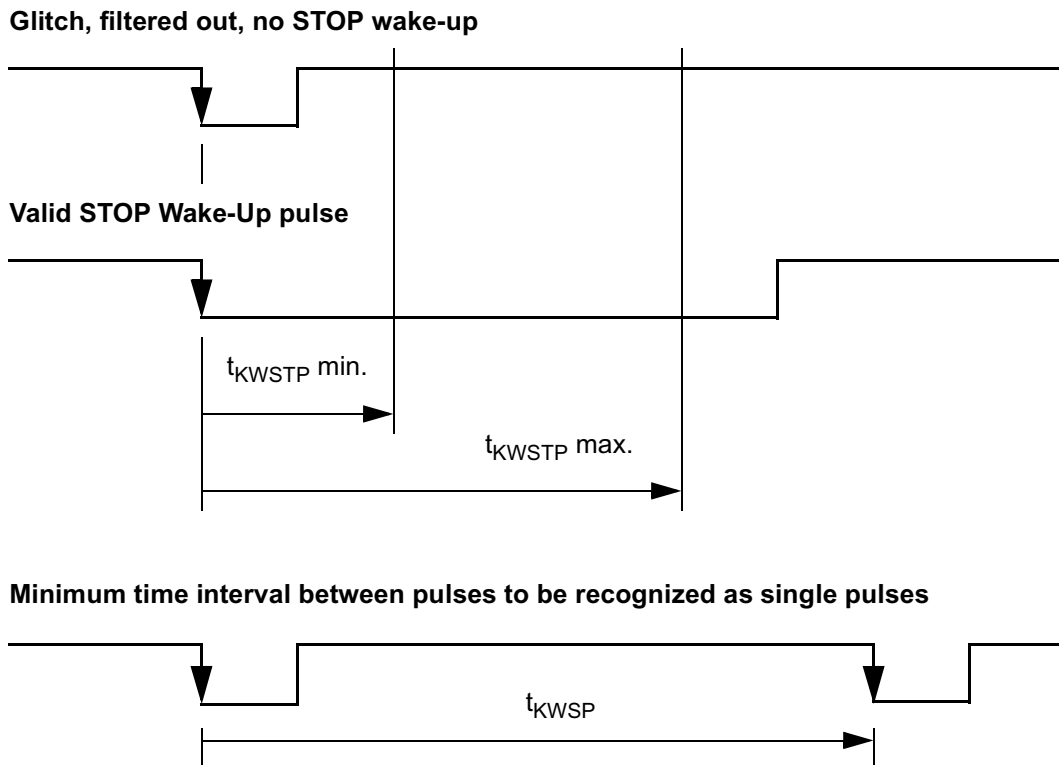 Glitch, filtered out, no STOP wake-up
Valid STOP Wake-Up pulse
tKWSTP min.
tKWSTP max.
Minimum time interval between pulses to be recognized as single pulses
tKWSP